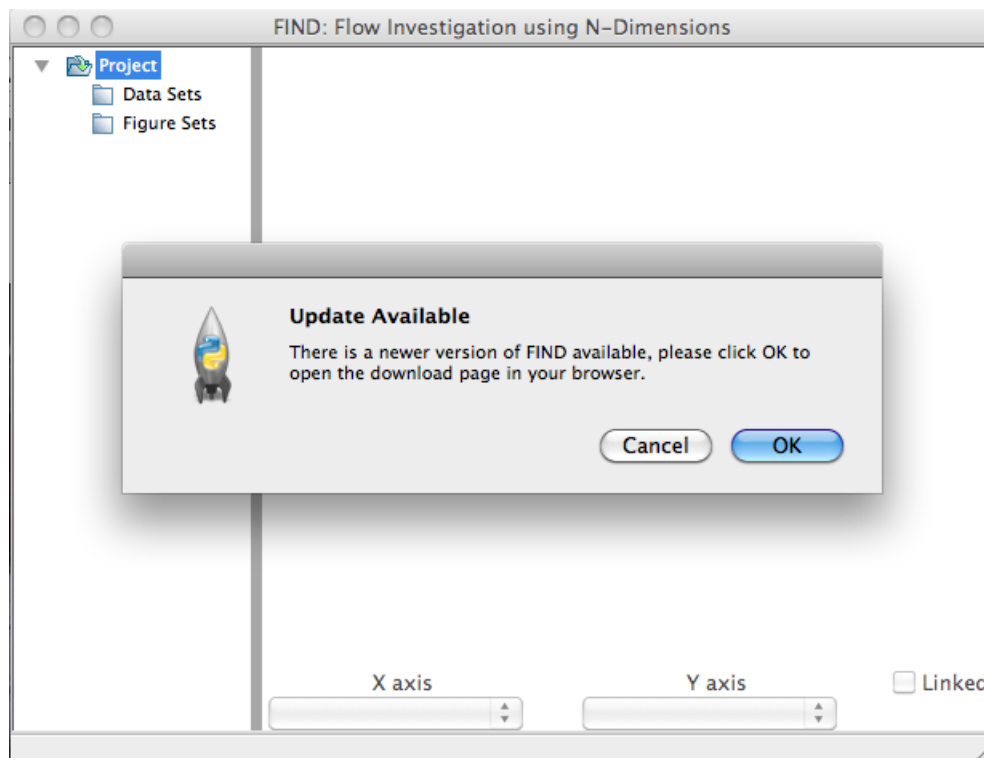 FIND: Flow Investigation using N-Dimensions
Project
Data Sets
Figure Sets
Update Available
There is a newer version of FIND available, please click OK to
open the download page in your browser.
Cancel
OK
X axis
Y axis
Linked